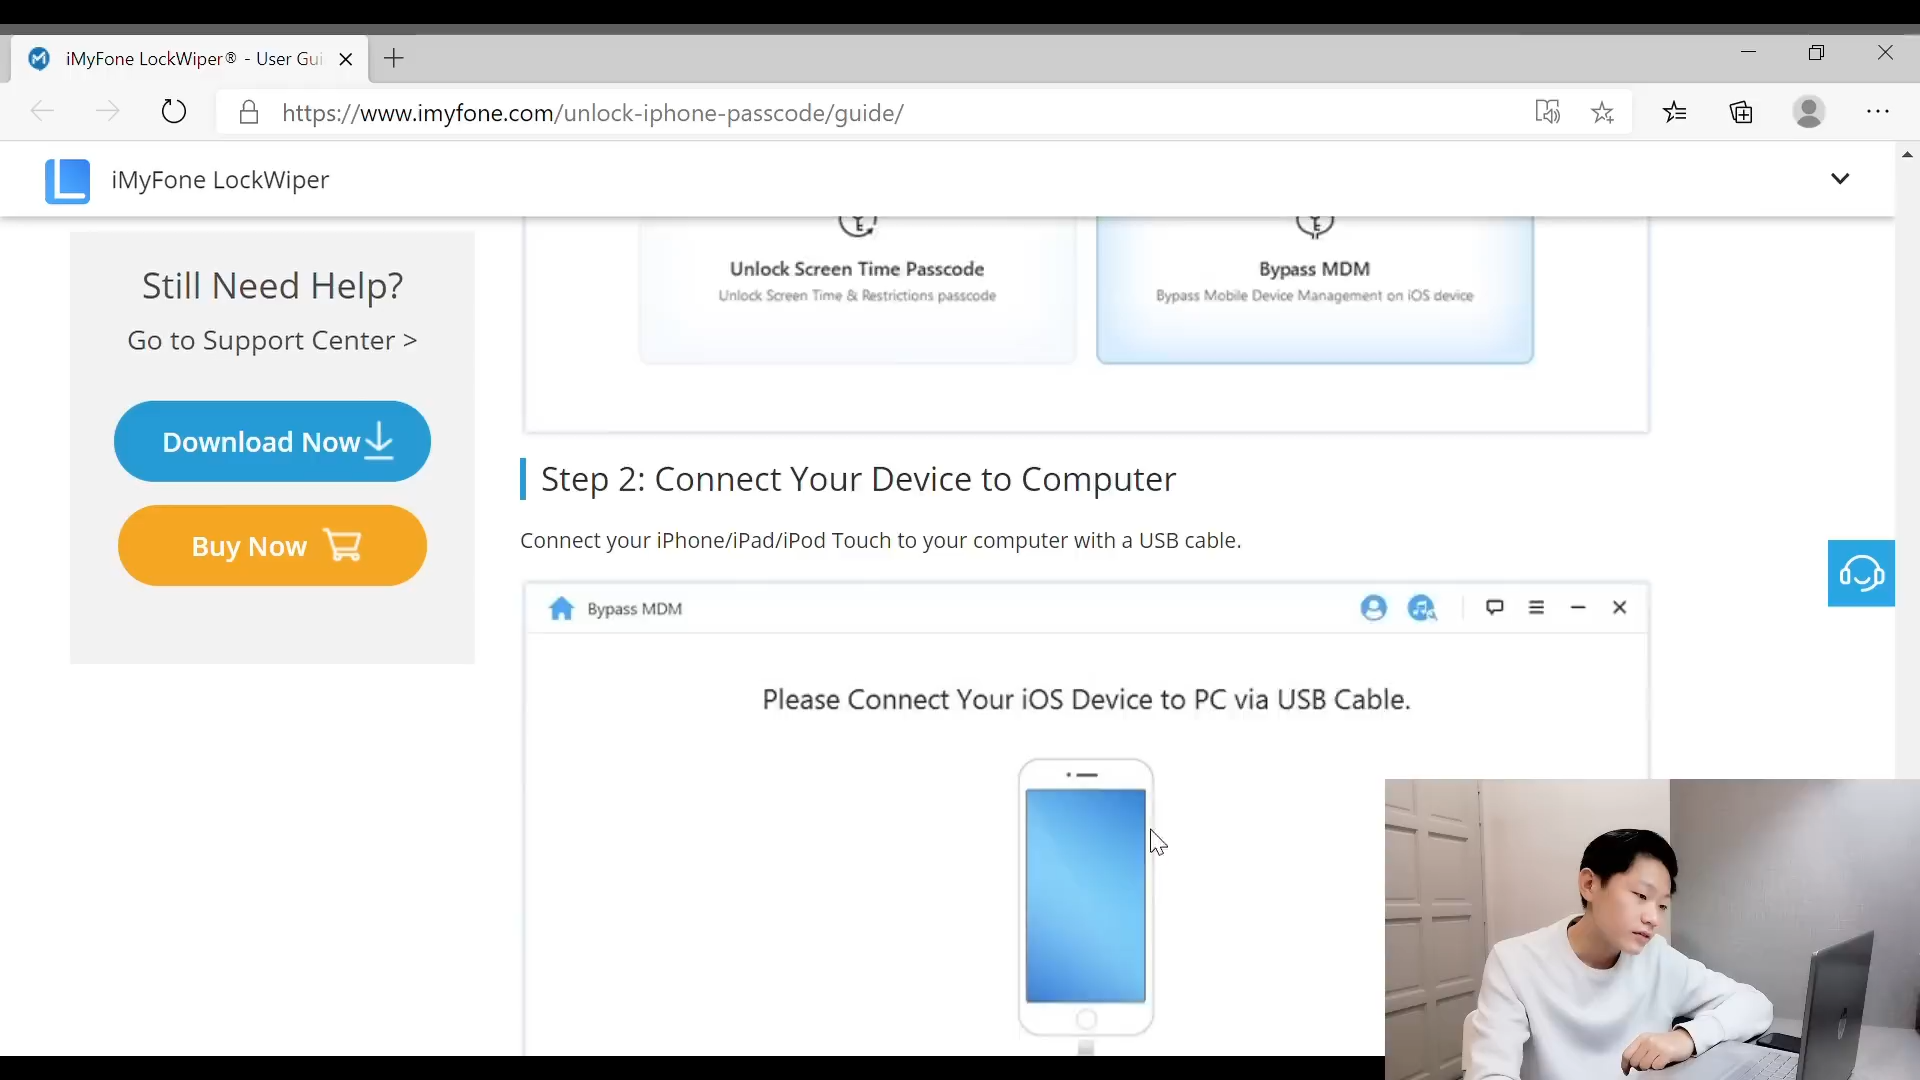 iMyFone LockWiper® - User Gui
https://www.imyfone.com/unlock-iphone-passcode/guide/
iMyFone LockWiper
Still Need Help?
Go to Support Center >
Download Now
Buy Now
Unlock Screen Time Passcode
Unlock Screen Time & Restrictions passcode
Bypass MDM
Bypass Mobile Device Management on iOS device
Step 2: Connect Your Device to Computer
Connect your iPhone/iPad/iPod Touch to your computer with a USB cable.
Bypass MDM
Please Connect Your iOS Device to PC via USB Cable.